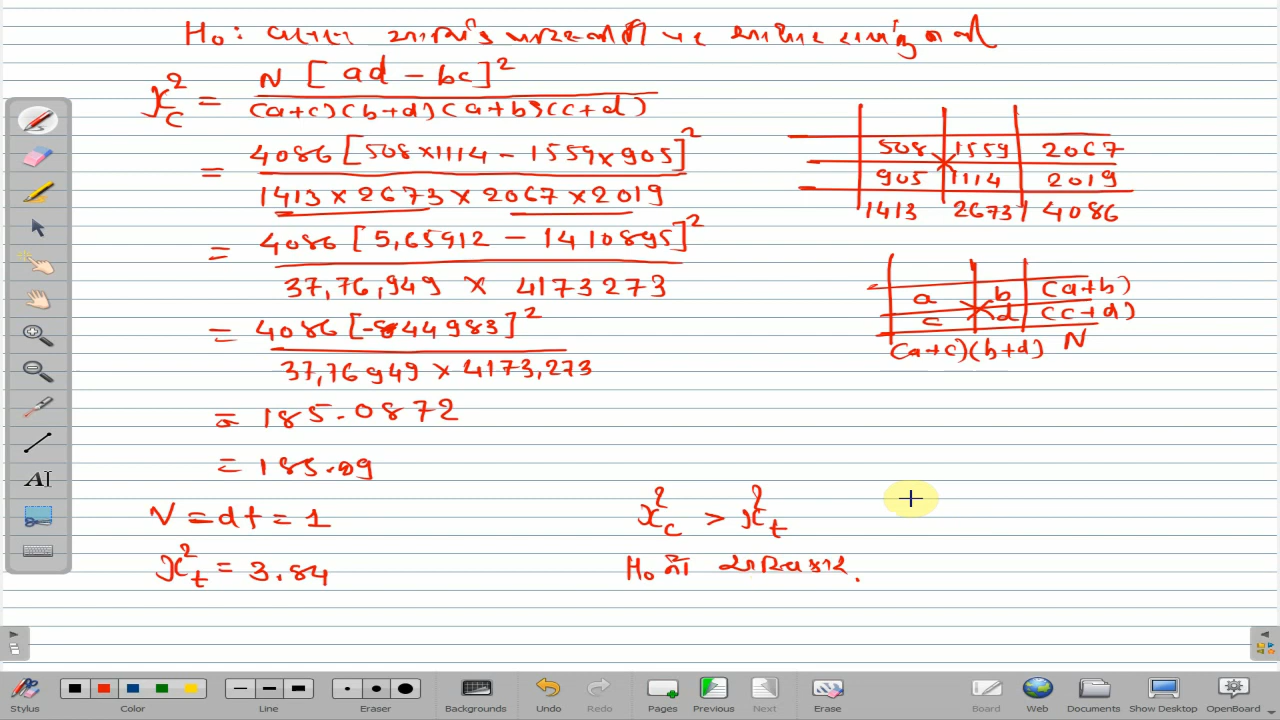 H₀ :
χ²c = N [ad - bc]² / (a+c)(b+d)(a+b)(c+d)
= 4086 [508×1114 - 1559×905]² / 1413 × 2673 × 2067 × 2019
= 4086 [5,65912 - 1410895]² / 37,76,949 × 4173273
= 4086 [-844983]² / 37,76949 × 4173,273
= 185.0872
= 185.09
V = df = 1
χ²t = 3.84
508 1559 2067
905 1114 2019
1413 2673 4086
a b (a+b)
c d (c+d)
(a+c) (b+d) N
χ²c > χ²t
H₀ નો અસ્વીકાર.
AI
Stylus Color Line Eraser Backgrounds Undo Redo Pages Previous Next Erase Board Web Documents Show Desktop OpenBoard